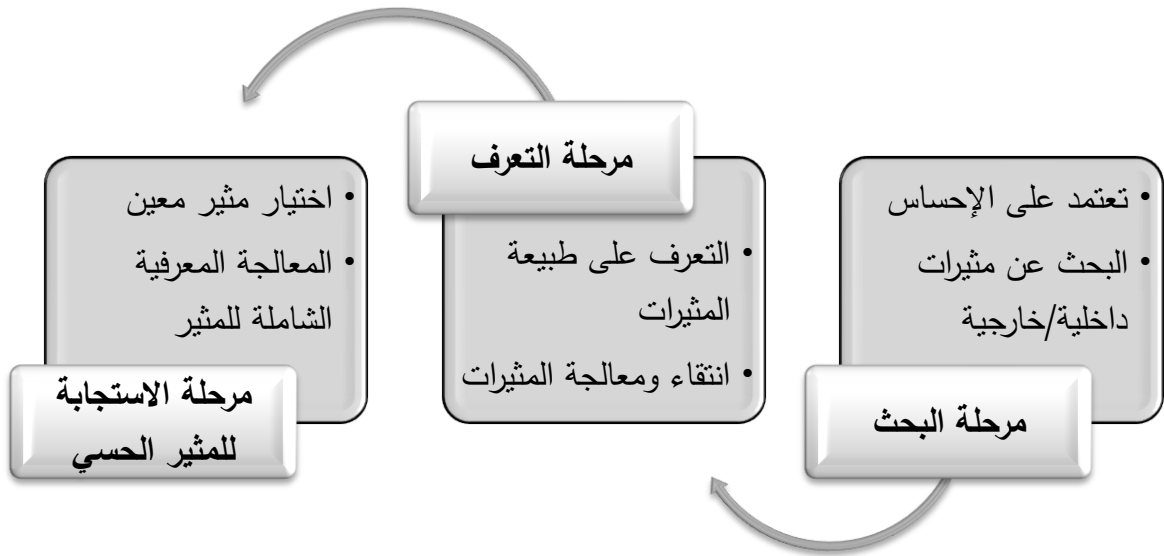 • تعتمد على الإحساس
• البحث عن مثيرات
داخلية/خارجية
مرحلة البحث
مرحلة التعرف
• التعرف على طبيعة
المثيرات
• انتقاء ومعالجة المثيرات
• اختيار مثير معين
• المعالجة المعرفية
الشاملة للمثير
مرحلة الاستجابة
للمثير الحسي